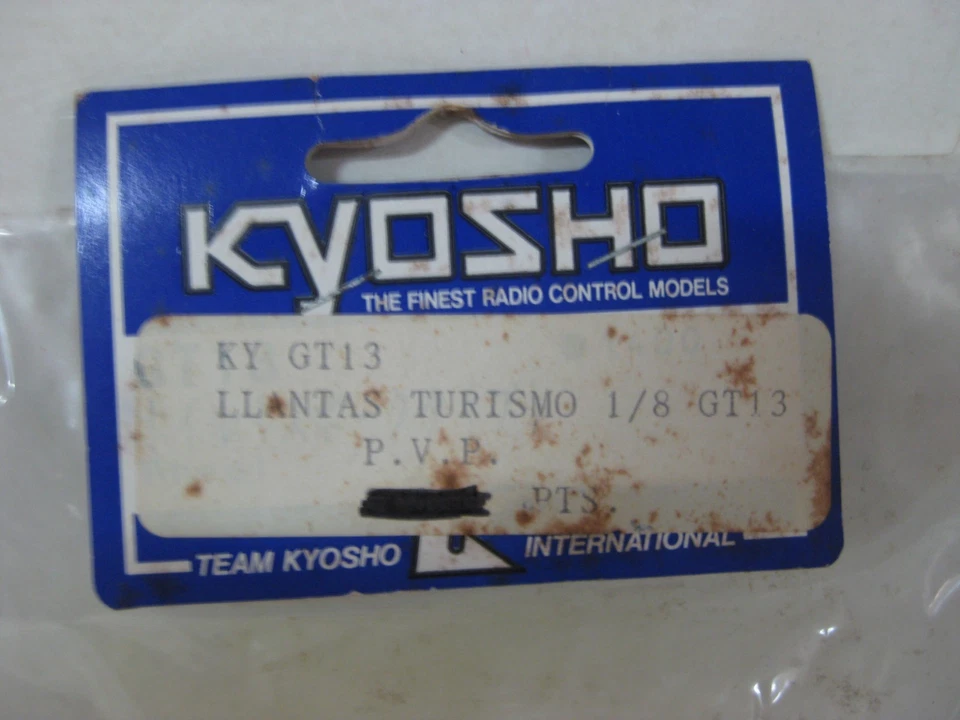 KYOSHO
THE FINEST RADIO CONTROL MODELS
KY GT13
LLANTAS TURISMO 1/8 GT13
P.V.P.
PTS.
TEAM KYOSHO INTERNATIONAL